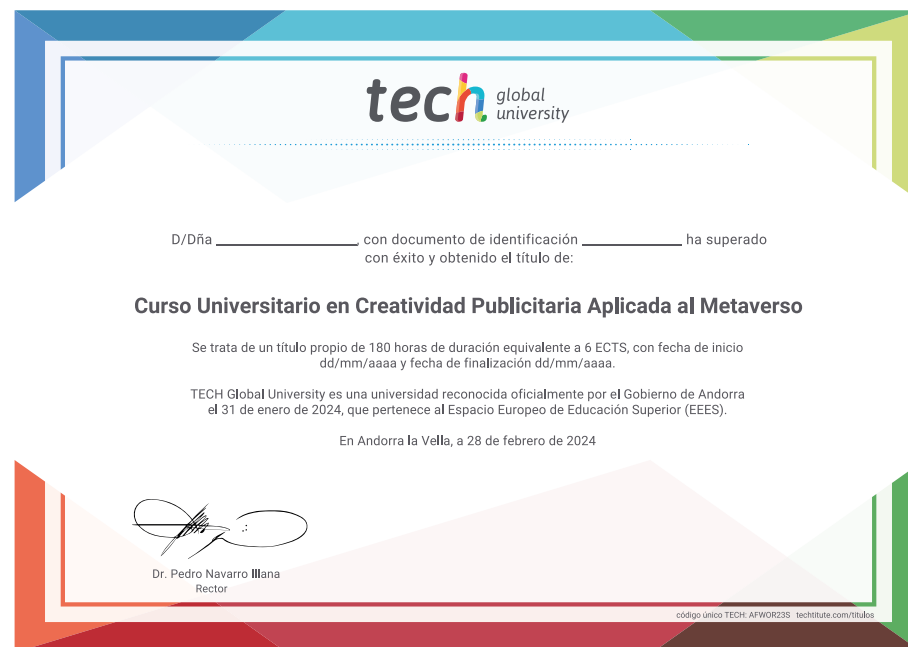 tech global university
D/Dña ____________________, con documento de identificación ______________ ha superado
con éxito y obtenido el título de:
Curso Universitario en Creatividad Publicitaria Aplicada al Metaverso
Se trata de un título propio de 180 horas de duración equivalente a 6 ECTS, con fecha de inicio
dd/mm/aaaa y fecha de finalización dd/mm/aaaa.
TECH Global University es una universidad reconocida oficialmente por el Gobierno de Andorra
el 31 de enero de 2024, que pertenece al Espacio Europeo de Educación Superior (EEES).
En Andorra la Vella, a 28 de febrero de 2024
Dr. Pedro Navarro Illana
Rector
código único TECH: AFWOR23S techtitute.com/titulos